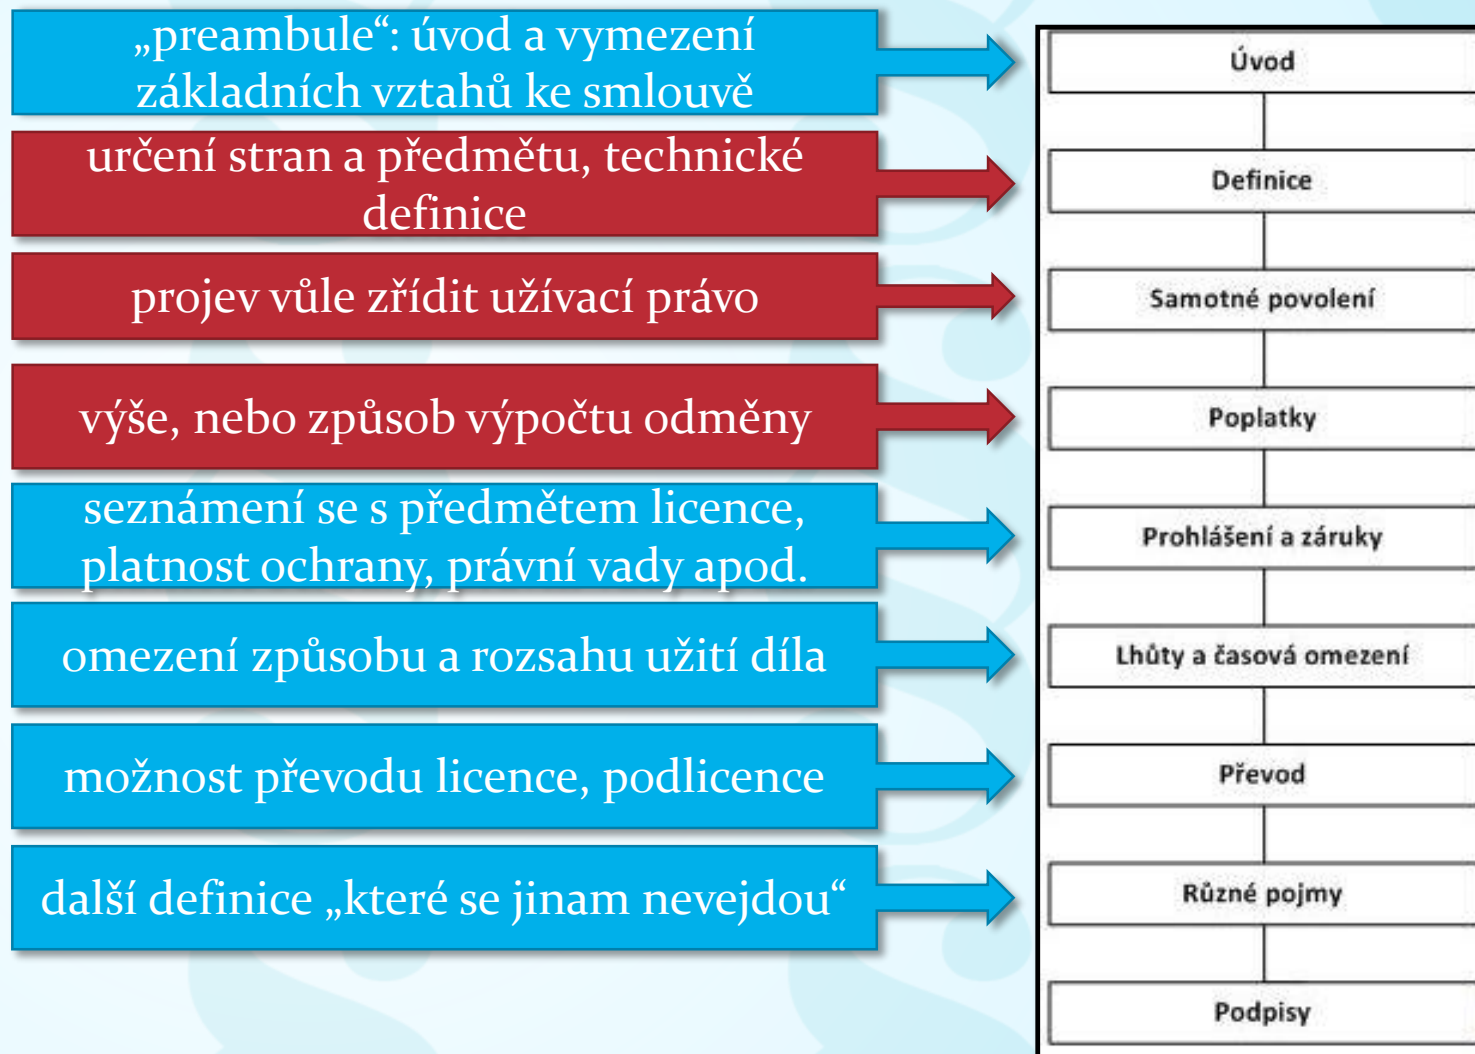 „preambule“: úvod a vymezení
základních vztahů ke smlouvě
Úvod
určení stran a předmětu, technické
definice
Definice
projev vůle zřídit užívací právo
Samotné povolení
výše, nebo způsob výpočtu odměny
Poplatky
seznámení se s předmětem licence,
platnost ochrany, právní vady apod.
Prohlášení a záruky
omezení způsobu a rozsahu užití díla
Lhůty a časová omezení
možnost převodu licence, podlicence
Převod
další definice „které se jinam nevejdou“
Různé pojmy
Podpisy